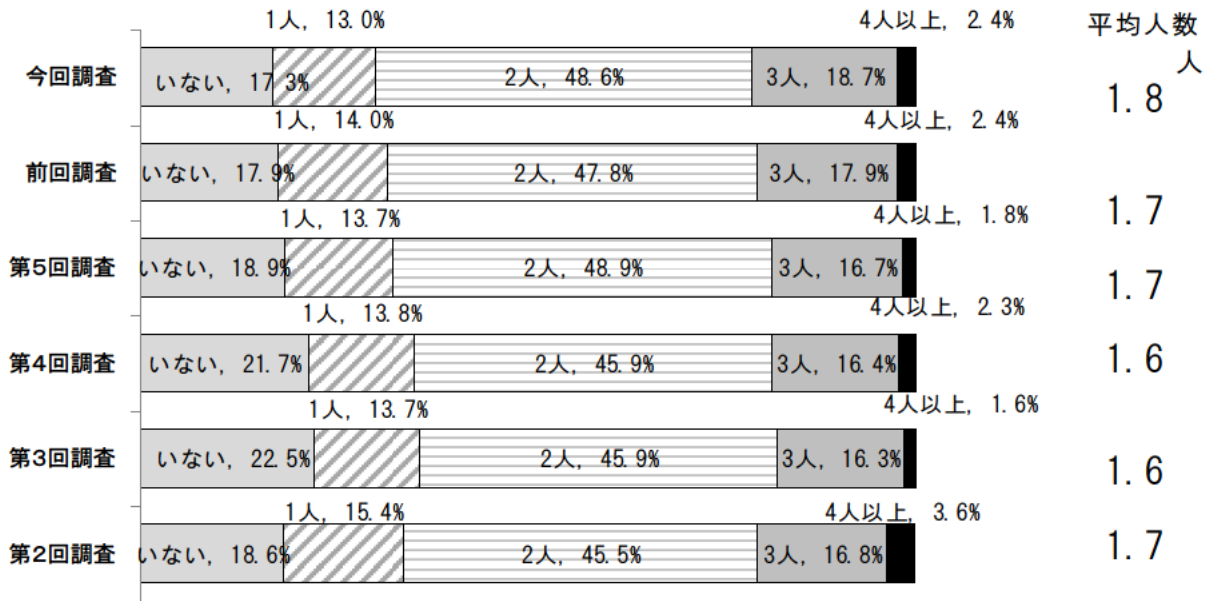 1人, 13.0% 4人以上, 2.4% 平均人数
人
今回調査 いない, 17.3% 2人, 48.6% 3人, 18.7% 1.8
1人, 14.0% 4人以上, 2.4%
前回調査 いない, 17.9% 2人, 47.8% 3人, 17.9% 1.7
1人, 13.7% 4人以上, 1.8%
第5回調査 いない, 18.9% 2人, 48.9% 3人, 16.7% 1.7
1人, 13.8% 4人以上, 2.3%
第4回調査 いない, 21.7% 2人, 45.9% 3人, 16.4% 1.6
1人, 13.7% 4人以上, 1.6%
第3回調査 いない, 22.5% 2人, 45.9% 3人, 16.3% 1.6
1人, 15.4% 4人以上, 3.6%
第2回調査 いない, 18.6% 2人, 45.5% 3人, 16.8% 1.7